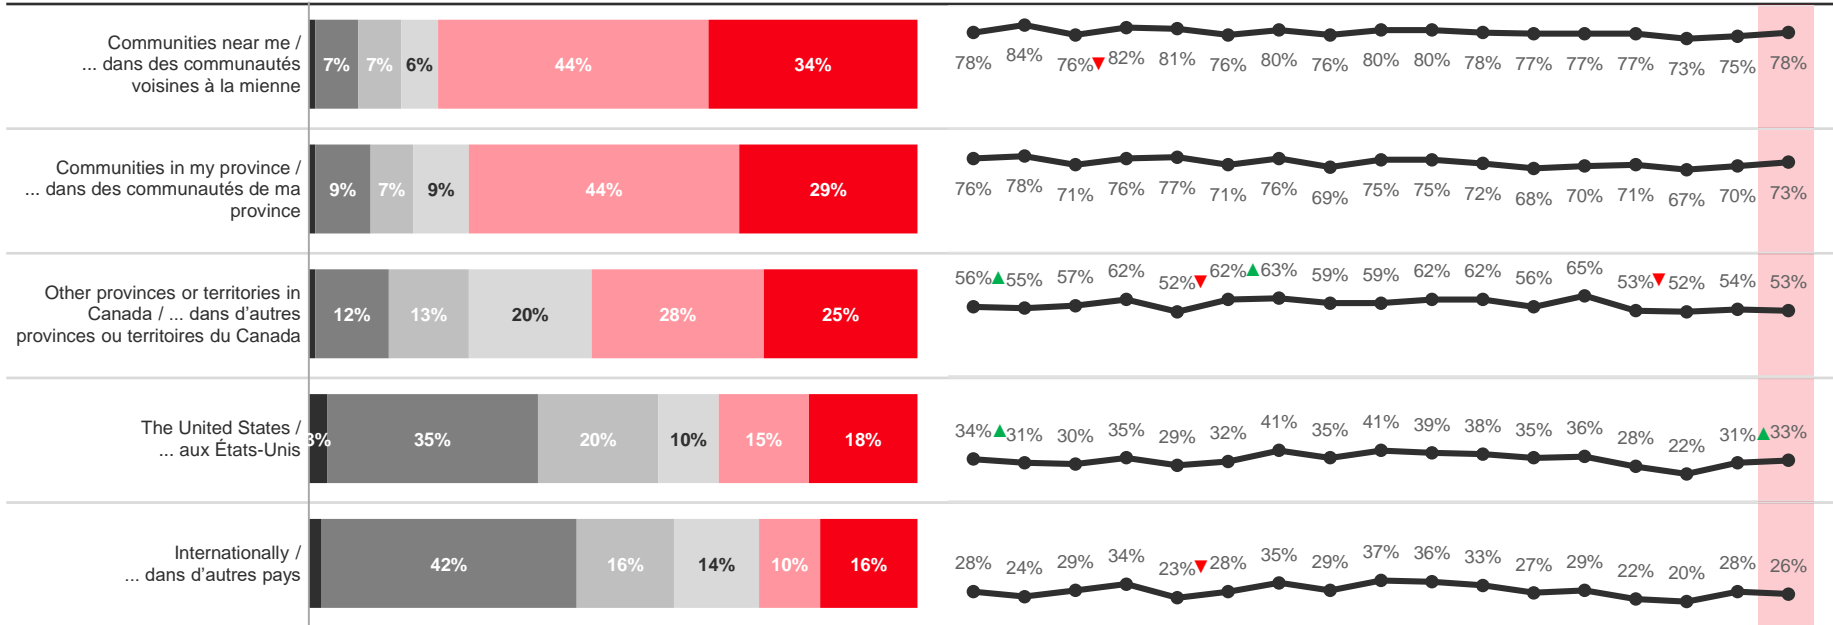 Communities near me /
... dans des communautés
voisines à la mienne
7% 7% 6% 44% 34%
78% 84% 76% 82% 81% 76% 80% 76% 80% 80% 78% 77% 77% 77% 73% 75% 78%
Communities in my province /
... dans des communautés de ma
province
9% 7% 9% 44% 29%
76% 78% 71% 76% 77% 71% 76% 69% 75% 75% 72% 68% 70% 71% 67% 70% 73%
Other provinces or territories in
Canada / ... dans d'autres
provinces ou territoires du Canada
12% 13% 20% 28% 25%
56% 55% 57% 62% 52% 62% 63% 59% 59% 62% 62% 56% 65% 53% 52% 54% 53%
The United States /
... aux États-Unis
3% 35% 20% 10% 15% 18%
34% 31% 30% 35% 29% 32% 41% 35% 41% 39% 38% 35% 36% 28% 22% 31% 33%
Internationally /
... dans d'autres pays
42% 16% 14% 10% 16%
28% 24% 29% 34% 23% 28% 35% 29% 37% 36% 33% 27% 29% 22% 20% 28% 26%